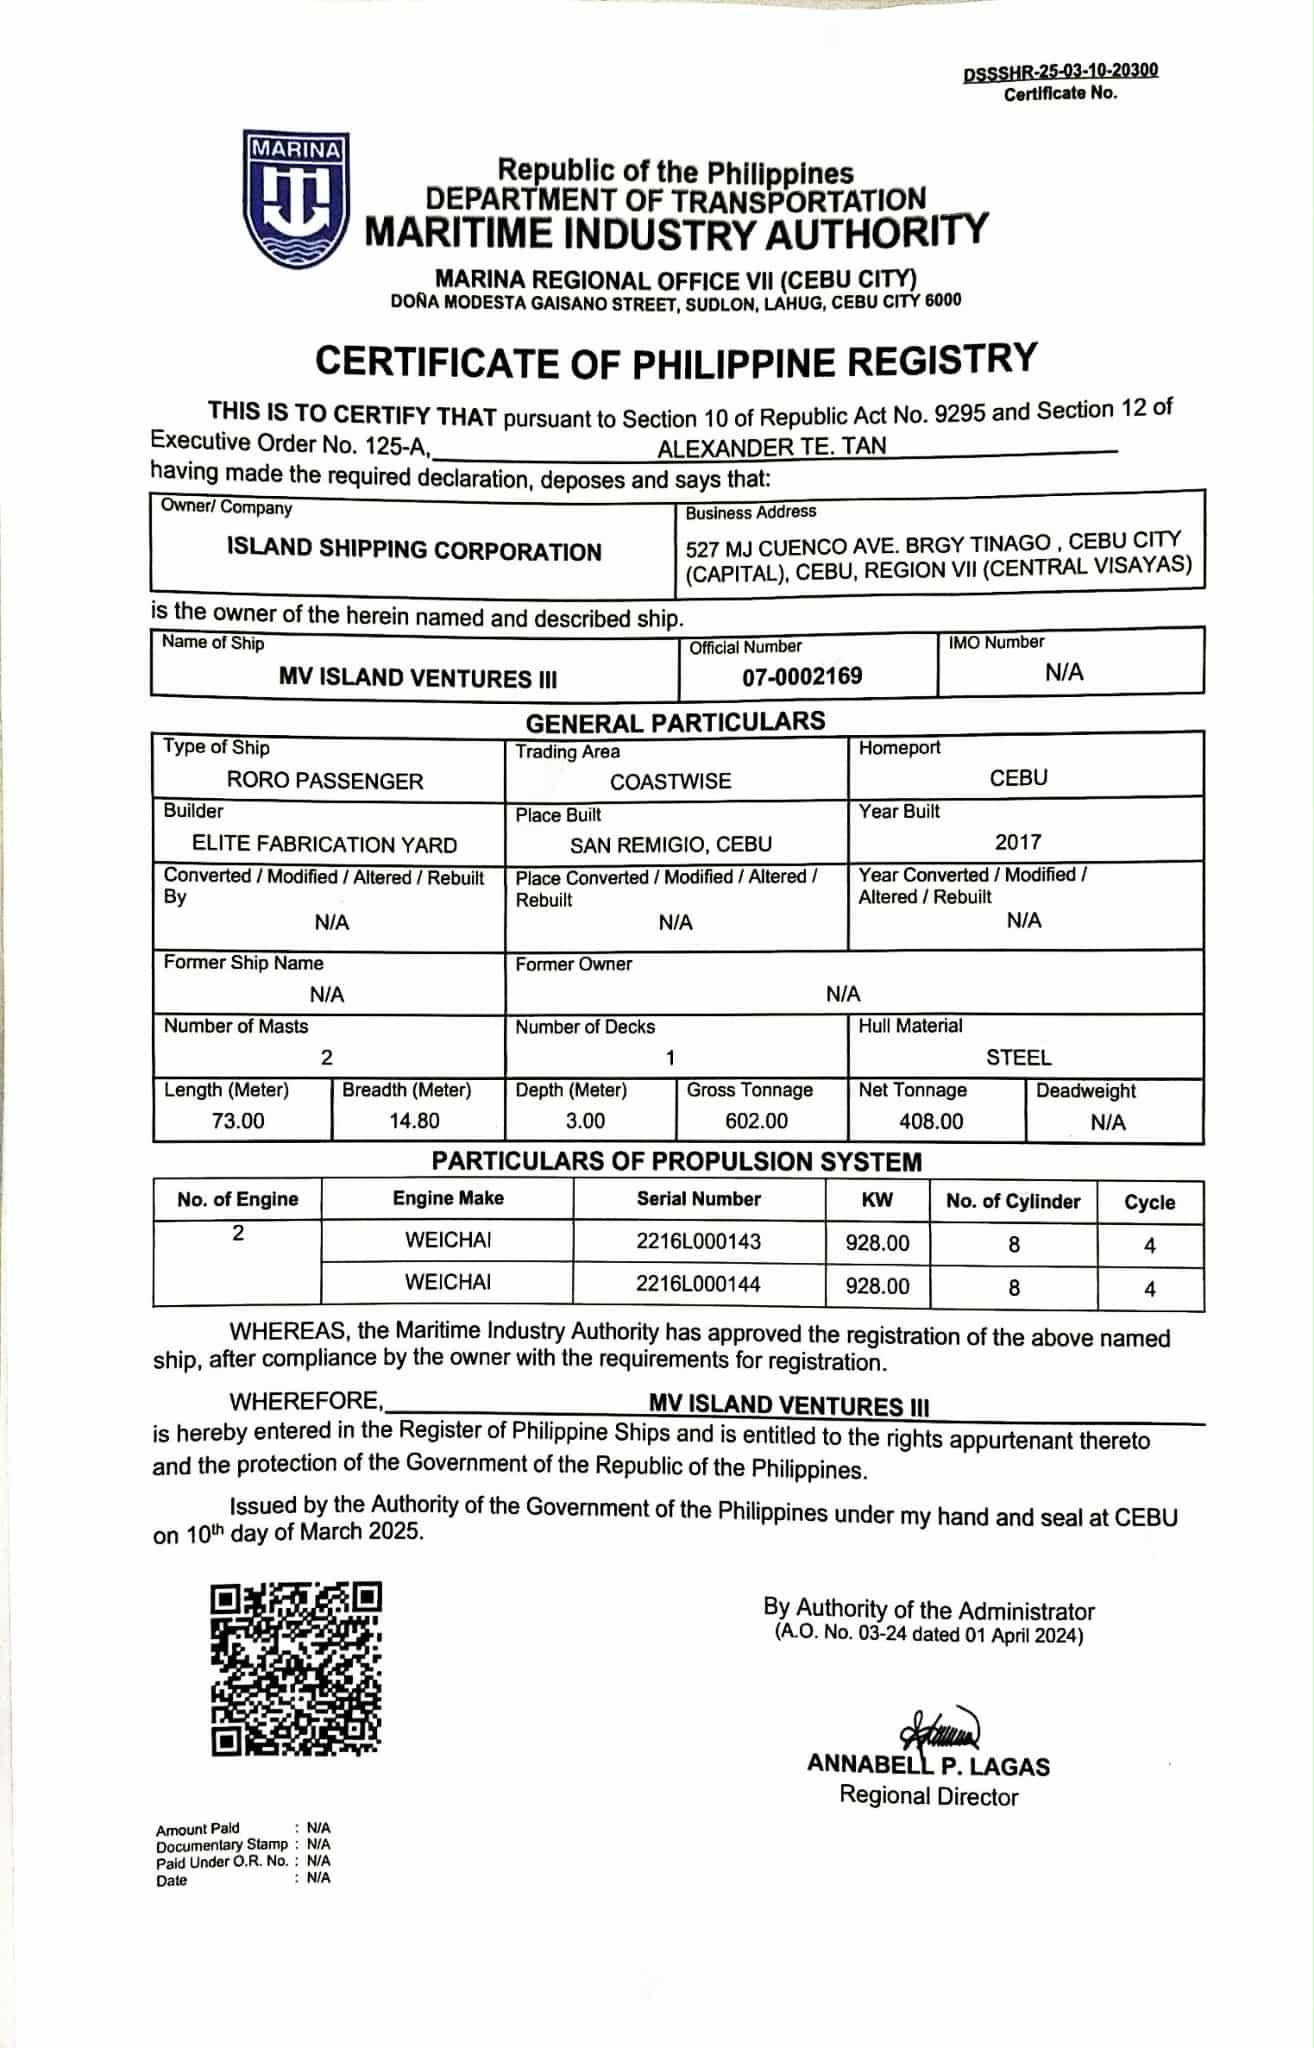 DSSSHR-25-03-10-20300
Certificate No.
MARINA
Republic of the Philippines
DEPARTMENT OF TRANSPORTATION
MARITIME INDUSTRY AUTHORITY
MARINA REGIONAL OFFICE VII (CEBU CITY)
DOÑA MODESTA GAISANO STREET, SUDLON, LAHUG, CEBU CITY 6000
CERTIFICATE OF PHILIPPINE REGISTRY
THIS IS TO CERTIFY THAT pursuant to Section 10 of Republic Act No. 9295 and Section 12 of
Executive Order No. 125-A, ALEXANDER TE. TAN
having made the required declaration, deposes and says that:
Owner/ Company Business Address
ISLAND SHIPPING CORPORATION 527 MJ CUENCO AVE. BRGY TINAGO , CEBU CITY
(CAPITAL), CEBU, REGION VII (CENTRAL VISAYAS)
is the owner of the herein named and described ship.
Name of Ship Official Number IMO Number
MV ISLAND VENTURES III 07-0002169 N/A
GENERAL PARTICULARS
Type of Ship Trading Area Homeport
RORO PASSENGER COASTWISE CEBU
Builder Place Built Year Built
ELITE FABRICATION YARD SAN REMIGIO, CEBU 2017
Converted / Modified / Altered / Rebuilt Place Converted / Modified / Altered / Year Converted / Modified /
By Rebuilt Altered / Rebuilt
N/A N/A N/A
Former Ship Name Former Owner
N/A N/A
Number of Masts Number of Decks Hull Material
2 1 STEEL
Length (Meter) Breadth (Meter) Depth (Meter) Gross Tonnage Net Tonnage Deadweight
73.00 14.80 3.00 602.00 408.00 N/A
PARTICULARS OF PROPULSION SYSTEM
No. of Engine Engine Make Serial Number KW No. of Cylinder Cycle
2 WEICHAI 2216L000143 928.00 8 4
WEICHAI 2216L000144 928.00 8 4
WHEREAS, the Maritime Industry Authority has approved the registration of the above named
ship, after compliance by the owner with the requirements for registration.
WHEREFORE, MV ISLAND VENTURES III
is hereby entered in the Register of Philippine Ships and is entitled to the rights appurtenant thereto
and the protection of the Government of the Republic of the Philippines.
Issued by the Authority of the Government of the Philippines under my hand and seal at CEBU
on 10th day of March 2025.
By Authority of the Administrator
(A.O. No. 03-24 dated 01 April 2024)
ANNABELL P. LAGAS
Regional Director
Amount Paid : N/A
Documentary Stamp : N/A
Paid Under O.R. No. : N/A
Date : N/A